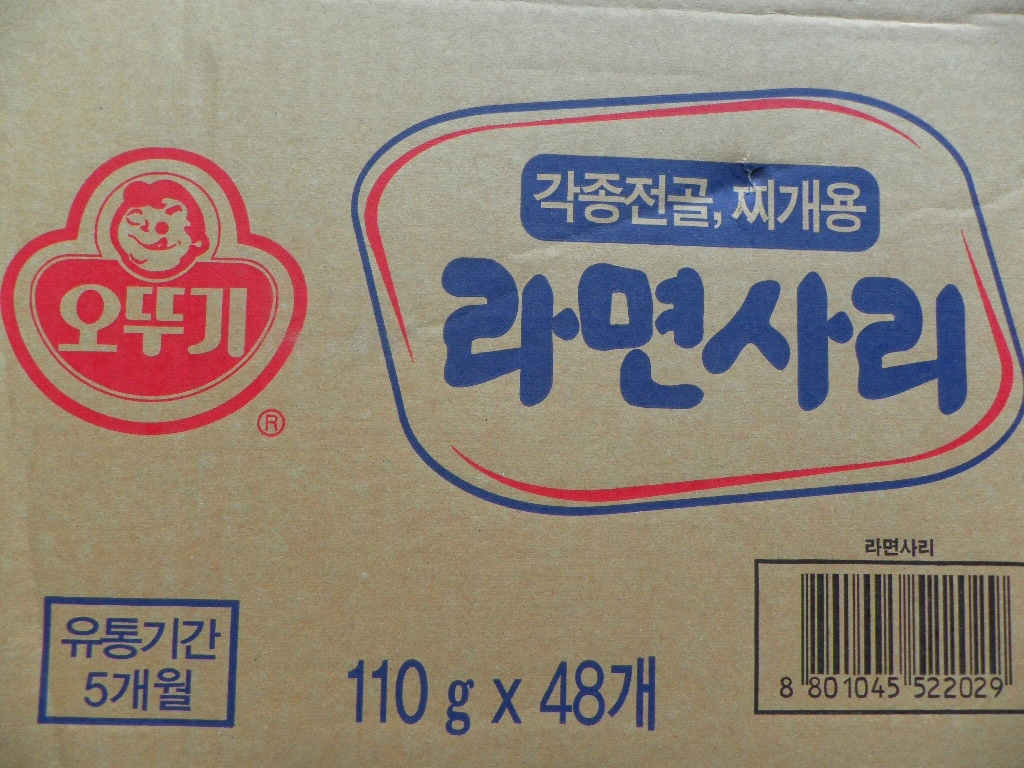 각종전골, 찌개용
라면사리
오뚜기
®
라면사리
8 801045 522029
유통기간
5개월
110 g x 48개